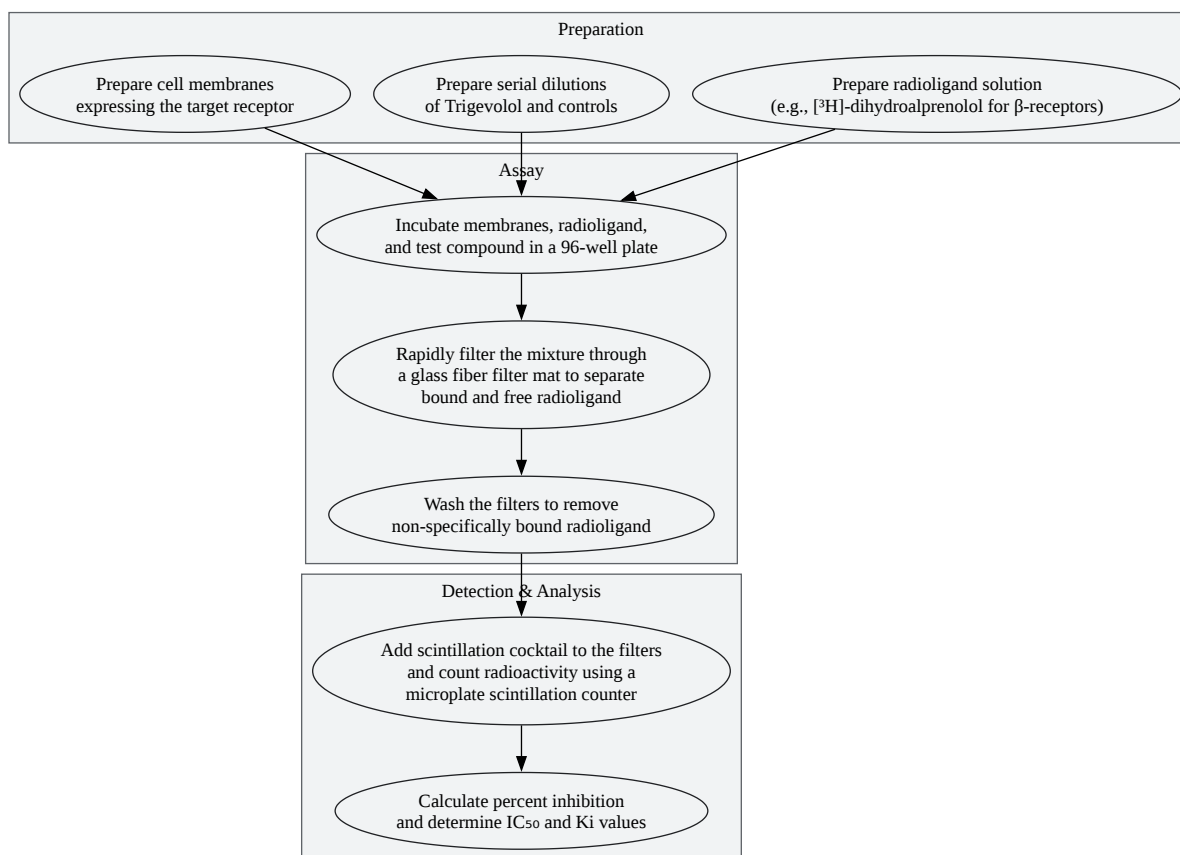 Preparation
Prepare cell membranes
expressing the target receptor
Prepare serial dilutions
of Trigevolol and controls
Prepare radioligand solution
(e.g., [³H]-dihydroalprenolol for β-receptors)
Assay
Incubate membranes, radioligand,
and test compound in a 96-well plate
Rapidly filter the mixture through
a glass fiber filter mat to separate
bound and free radioligand
Wash the filters to remove
non-specifically bound radioligand
Detection & Analysis
Add scintillation cocktail to the filters
and count radioactivity using a
microplate scintillation counter
Calculate percent inhibition
and determine IC₅₀ and Ki values